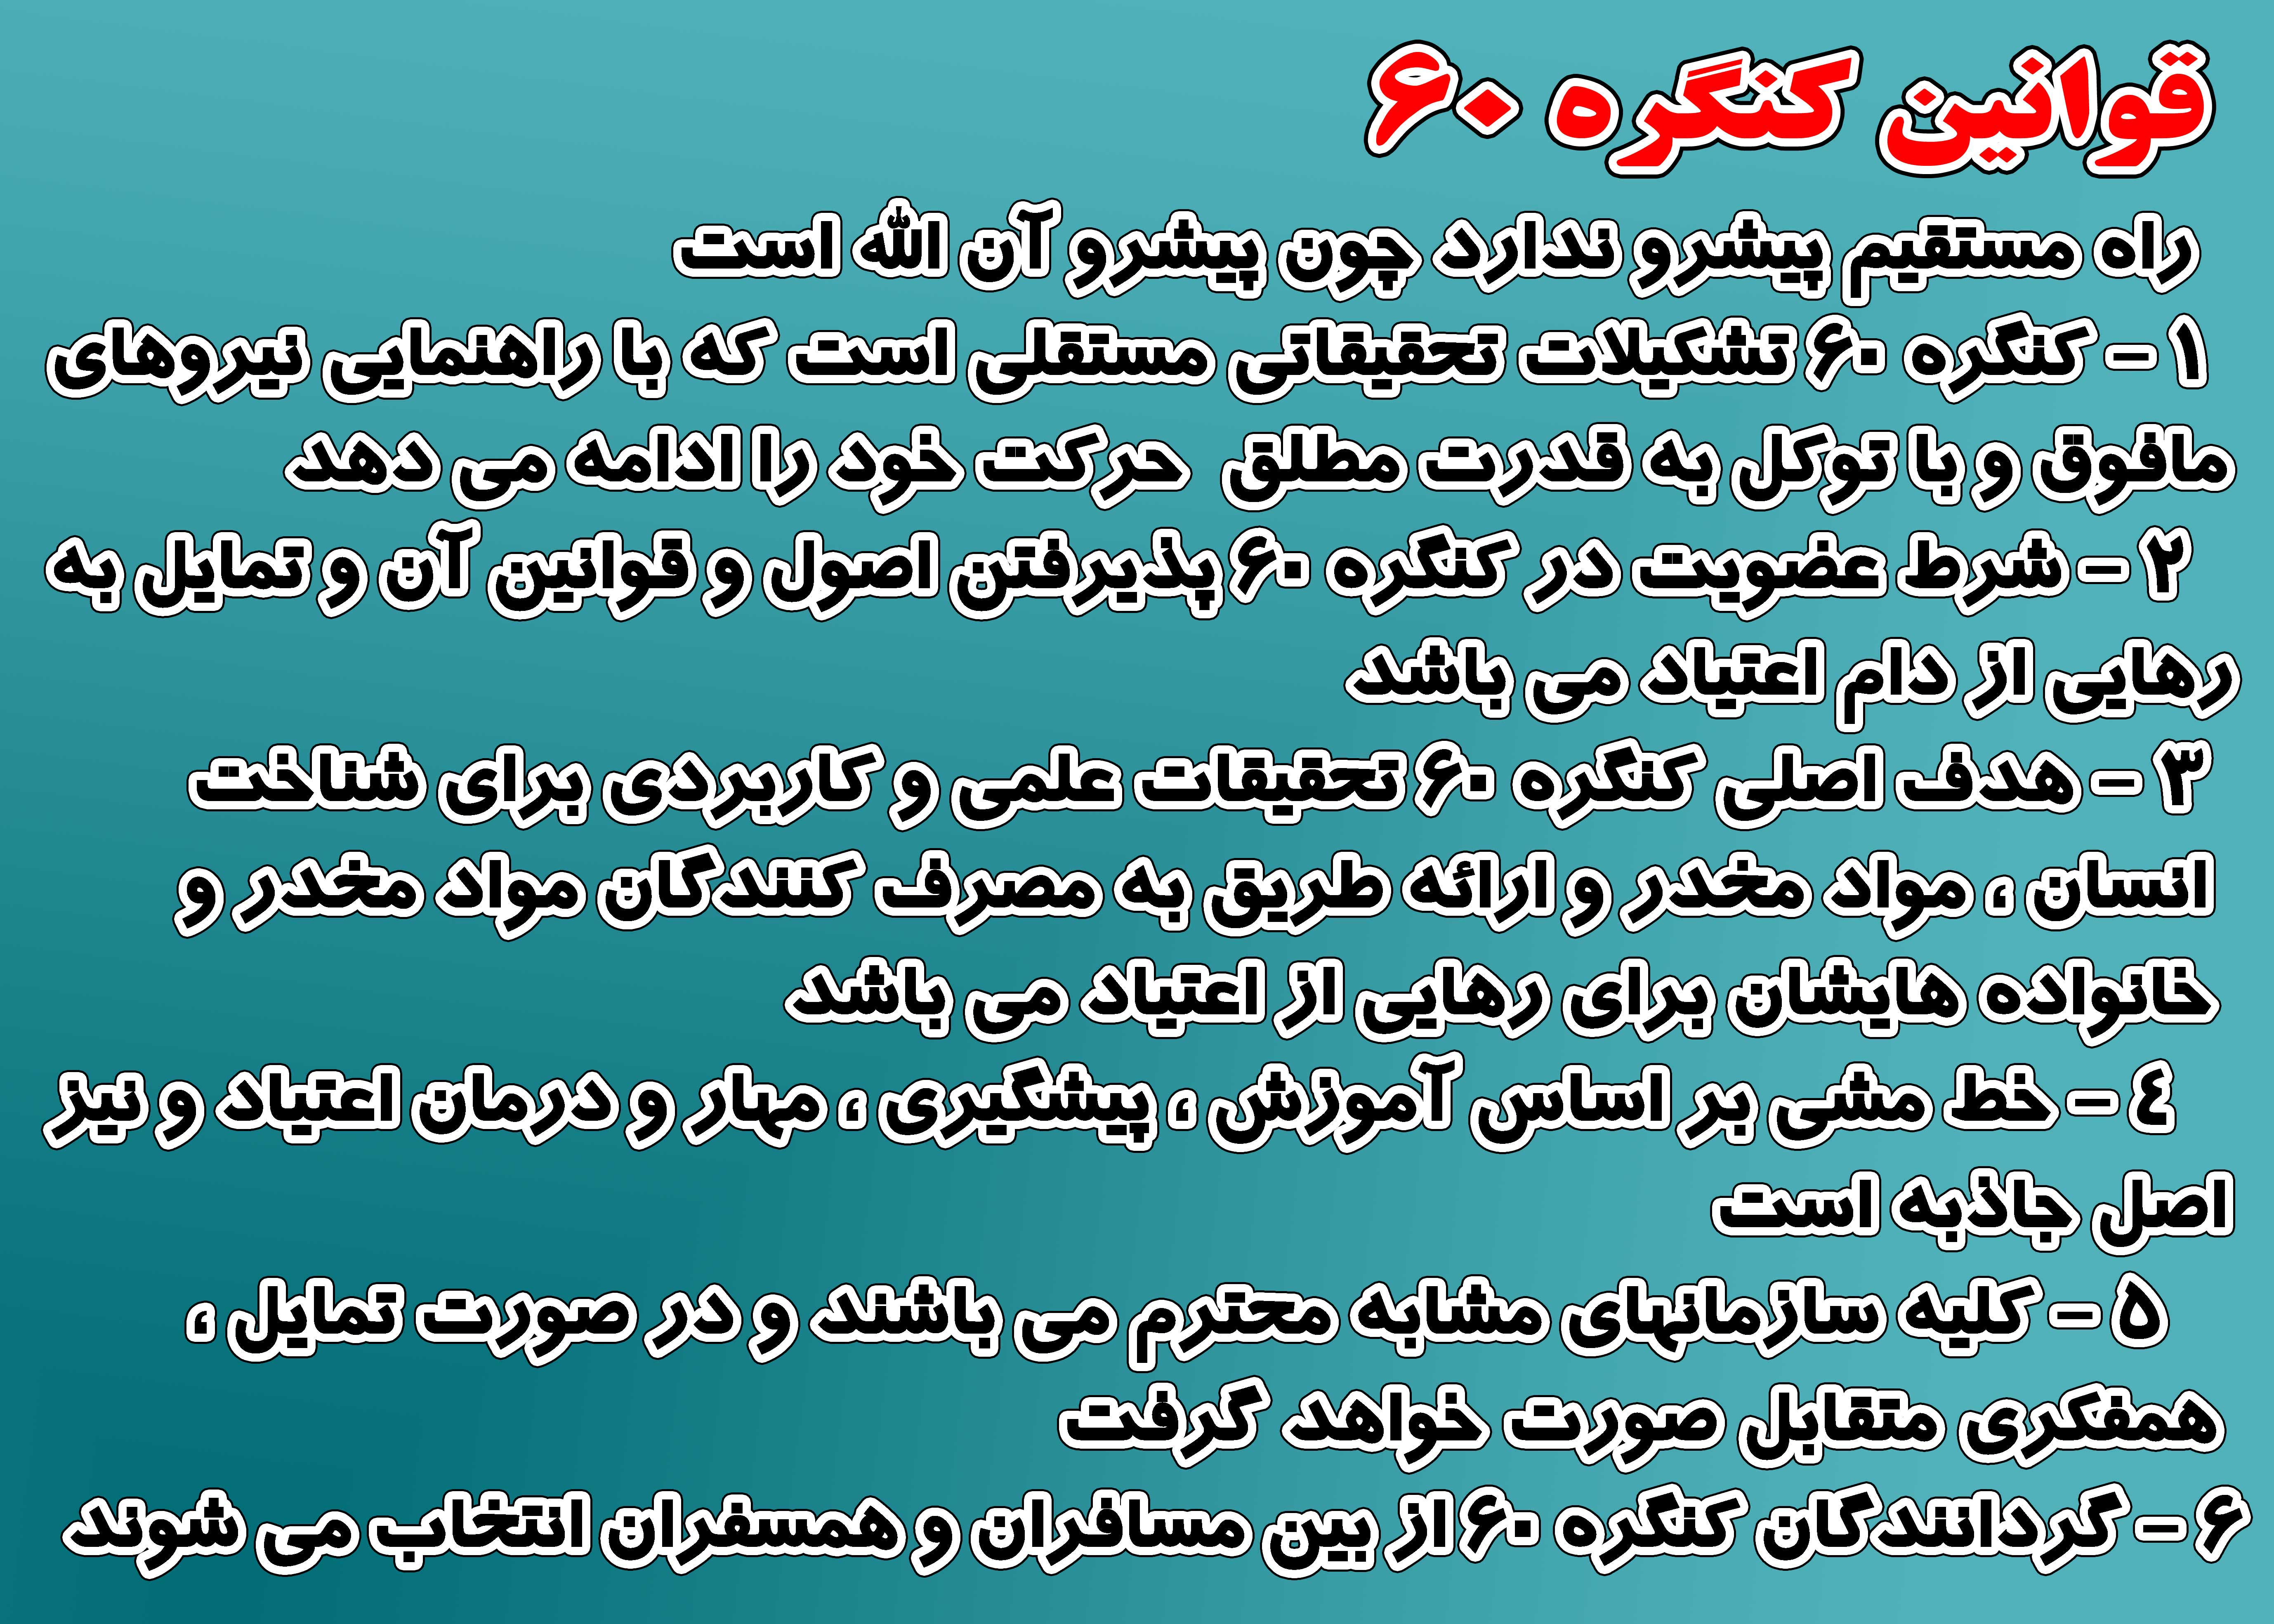 قوانین کنگره ۶۰
راه مستقیم پیشرو ندارد چون پیشرو آن الله است
۱ - کنگره ۶۰ تشکیلات تحقیقاتی مستقلی است که با راهنمایی نیروهای
مافوق و با توکل به قدرت مطلق حرکت خود را ادامه می دهد
۲ - شرط عضویت در کنگره ۶۰ پذیرفتن اصول و قوانین آن و تمایل به
رهایی از دام اعتیاد می باشد
۳ - هدف اصلی کنگره ۶۰ تحقیقات علمی و کاربردی برای شناخت
انسان ، مواد مخدر و ارائه طریق به مصرف کنندگان مواد مخدر و
خانواده هایشان برای رهایی از اعتیاد می باشد
٤ - خط مشی بر اساس آموزش ، پیشگیری ، مهار و درمان اعتیاد و نیز
اصل جاذبه است
۵ - کلیه سازمانهای مشابه محترم می باشند و در صورت تمایل ،
همفکری متقابل صورت خواهد گرفت
۶ - گردانندگان کنگره ۶۰ از بین مسافران و همسفران انتخاب می شوند